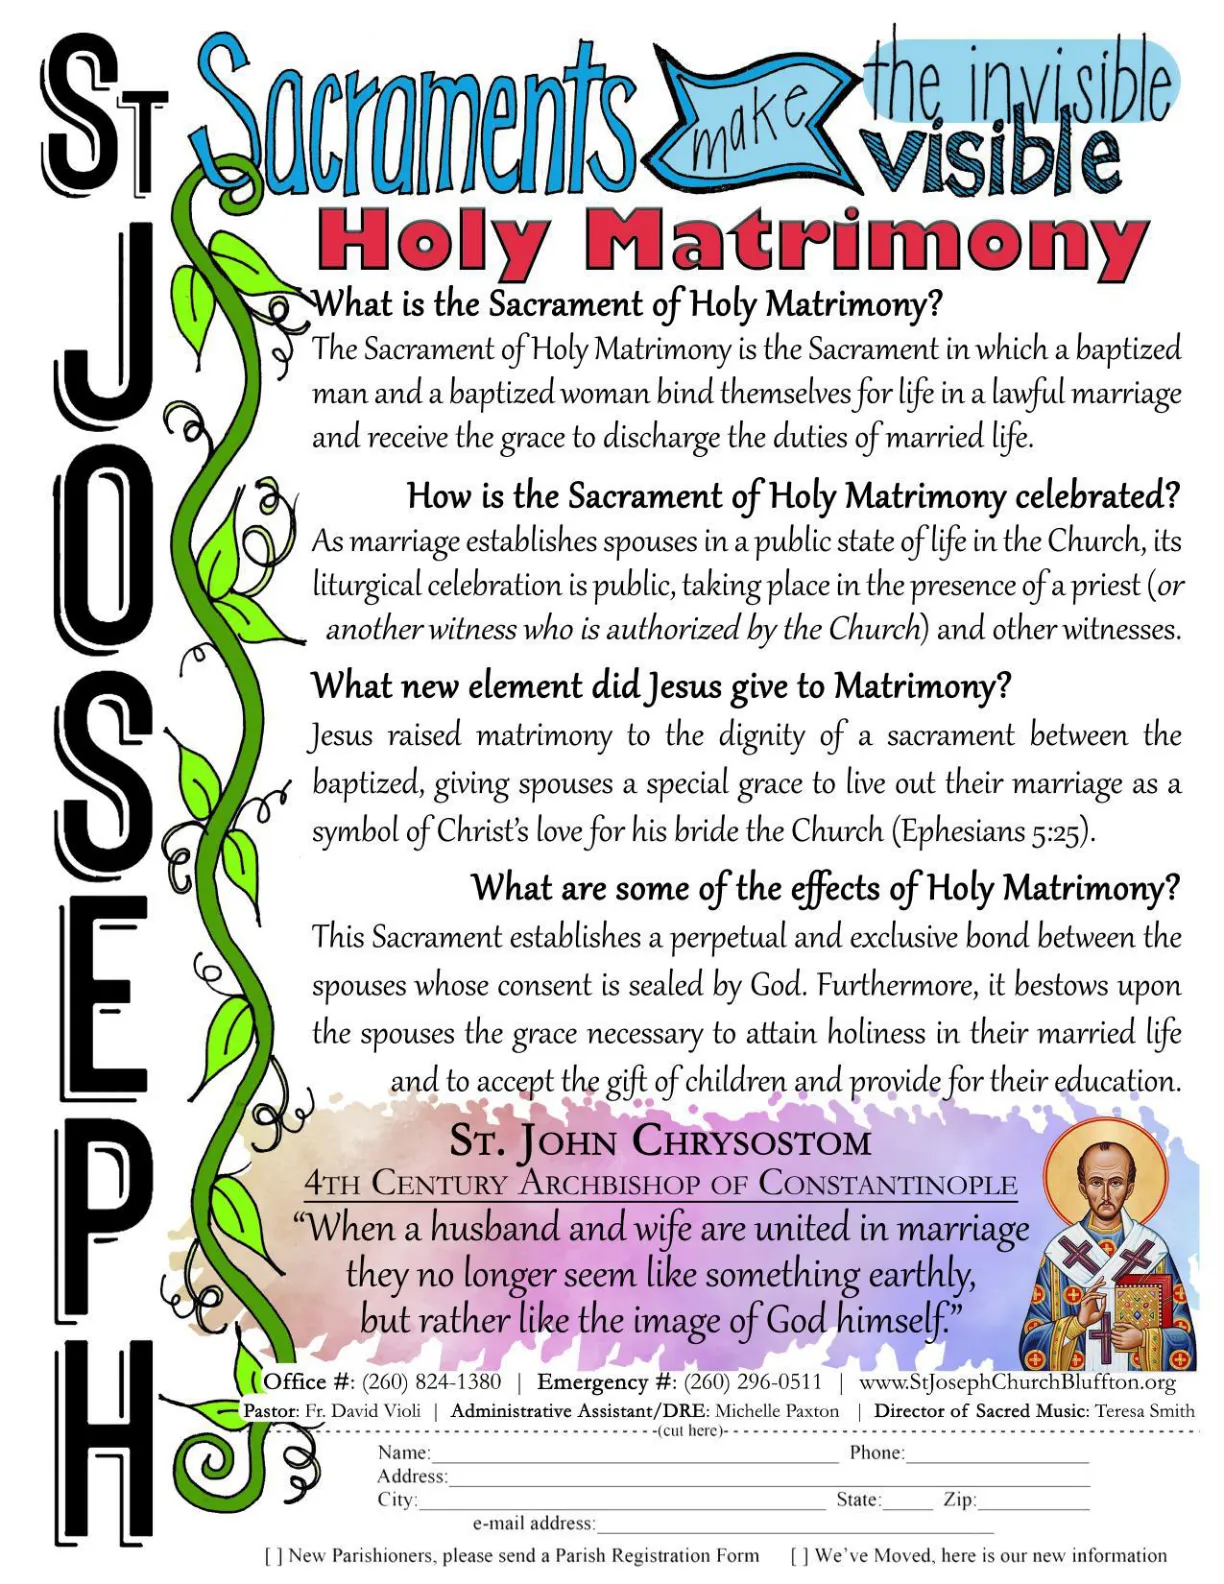 ST JOSEPH
Sacraments make the invisible visible
Holy Matrimony
What is the Sacrament of Holy Matrimony?
The Sacrament of Holy Matrimony is the Sacrament in which a baptized
man and a baptized woman bind themselves for life in a lawful marriage
and receive the grace to discharge the duties of married life.
How is the Sacrament of Holy Matrimony celebrated?
As marriage establishes spouses in a public state of life in the Church, its
liturgical celebration is public, taking place in the presence of a priest (or
another witness who is authorized by the Church) and other witnesses.
What new element did Jesus give to Matrimony?
Jesus raised matrimony to the dignity of a sacrament between the
baptized, giving spouses a special grace to live out their marriage as a
symbol of Christ's love for his bride the Church (Ephesians 5:25).
What are some of the effects of Holy Matrimony?
This Sacrament establishes a perpetual and exclusive bond between the
spouses whose consent is sealed by God. Furthermore, it bestows upon
the spouses the grace necessary to attain holiness in their married life
and to accept the gift of children and provide for their education.
ST. JOHN CHRYSOSTOM
4TH CENTURY ARCHBISHOP OF CONSTANTINOPLE
“When a husband and wife are united in marriage
they no longer seem like something earthly,
but rather like the image of God himself.”
Office #: (260) 824-1380 | Emergency #: (260) 296-0511 | www.StJosephChurchBluffton.org
Pastor: Fr. David Violi | Administrative Assistant/DRE: Michelle Paxton | Director of Sacred Music: Teresa Smith
(cut here)
Name: Phone:
Address:
City: State: Zip:
e-mail address:
[ ] New Parishioners, please send a Parish Registration Form [ ] We've Moved, here is our new information